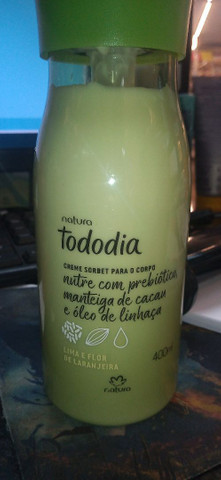 natura
tododia
CREME SORBET PARA O CORPO
nutre com prebiótico,
manteiga de cacau
e óleo de linhaça
LIMA E FLOR
DE LARANJEIRA
400ml
natura